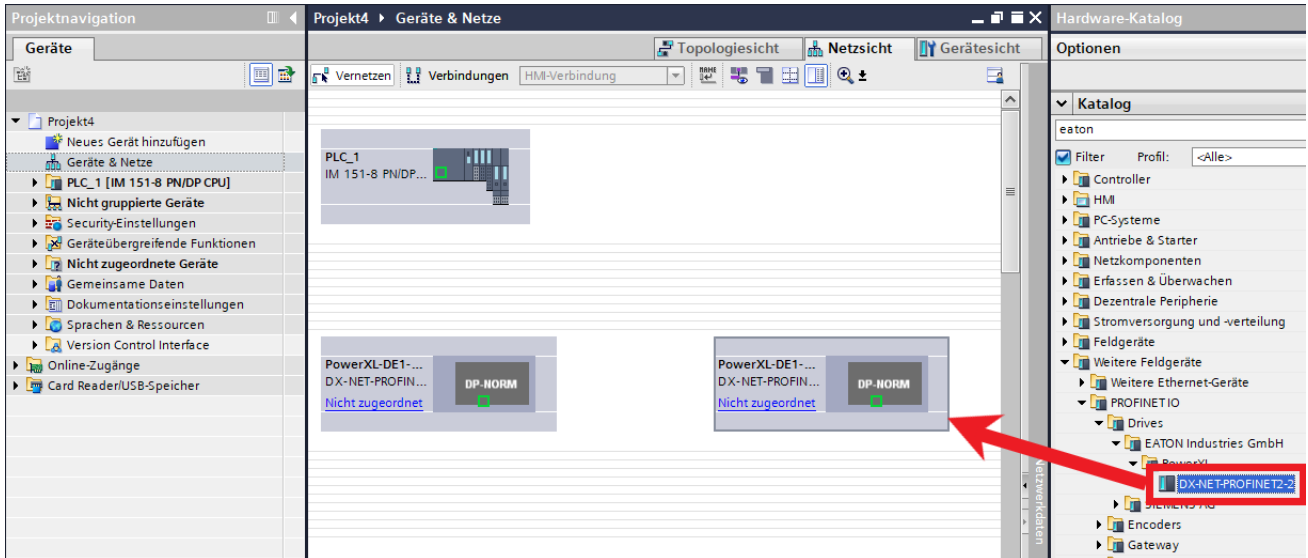 Projektnavigation
Geräte
Projekt4
Neues Gerät hinzufügen
Geräte & Netze
PLC_1 [IM 151-8 PN/DP CPU]
Nicht gruppierte Geräte
Security-Einstellungen
Geräteübergreifende Funktionen
Nicht zugeordnete Geräte
Gemeinsame Daten
Dokumentationseinstellungen
Sprachen & Ressourcen
Version Control Interface
Online-Zugänge
Card Reader/USB-Speicher
Projekt4 Geräte & Netze
Topologiesicht Netzsicht Gerätesicht
Vernetzen Verbindungen HMI-Verbindung
PLC_1
IM 151-8 PN/DP...
PowerXL-DE1-...
DX-NET-PROFIN...
Nicht zugeordnet
DP-NORM
PowerXL-DE1-...
DX-NET-PROFIN...
Nicht zugeordnet
DP-NORM
Netzwerkdaten
Hardware-Katalog
Optionen
Katalog
eaton
Filter Profil: <Alle>
Controller
HMI
PC-Systeme
Antriebe & Starter
Netzkomponenten
Erfassen & Überwachen
Dezentrale Peripherie
Stromversorgung und -verteilung
Feldgeräte
Weitere Feldgeräte
Weitere Ethernet-Geräte
PROFINET IO
Drives
EATON Industries GmbH
PowerXL
DX-NET-PROFINET2-2
SIEMENS AG
Encoders
Gateway